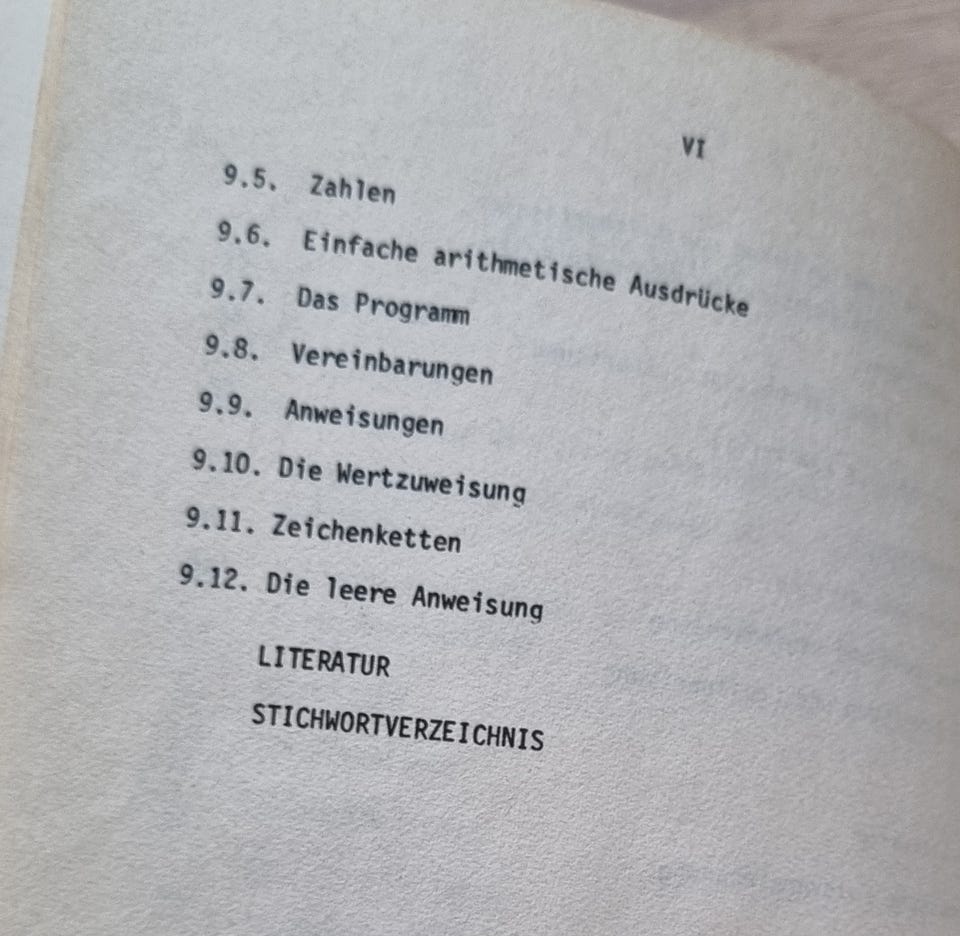 VI
9.5. Zahlen
9.6. Einfache arithmetische Ausdrücke
9.7. Das Programm
9.8. Vereinbarungen
9.9. Anweisungen
9.10. Die Wertzuweisung
9.11. Zeichenketten
9.12. Die leere Anweisung
LITERATUR
STICHWORTVERZEICHNIS